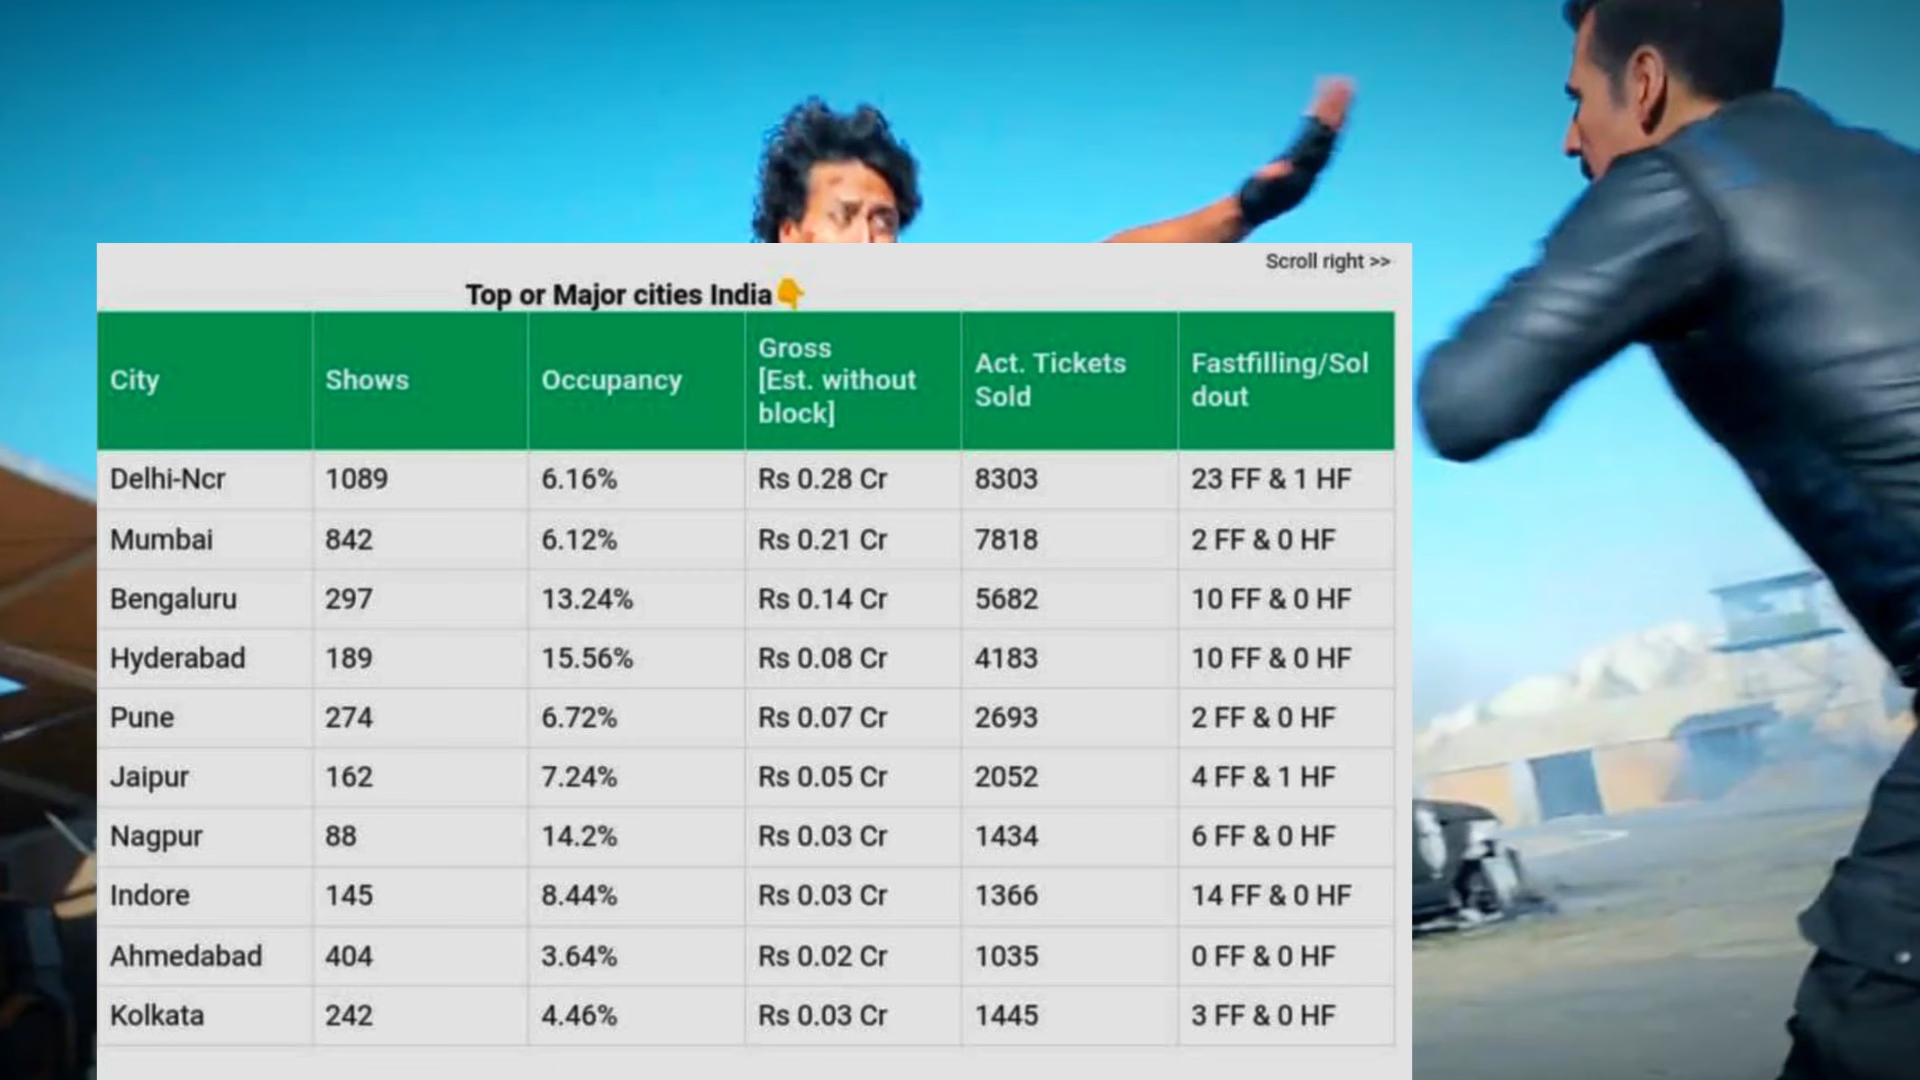 Scroll right >>
Top or Major cities India👇
City Shows Occupancy Gross [Est. without block] Act. Tickets Sold Fastfilling/Sol dout
Delhi-Ncr 1089 6.16% Rs 0.28 Cr 8303 23 FF & 1 HF
Mumbai 842 6.12% Rs 0.21 Cr 7818 2 FF & 0 HF
Bengaluru 297 13.24% Rs 0.14 Cr 5682 10 FF & 0 HF
Hyderabad 189 15.56% Rs 0.08 Cr 4183 10 FF & 0 HF
Pune 274 6.72% Rs 0.07 Cr 2693 2 FF & 0 HF
Jaipur 162 7.24% Rs 0.05 Cr 2052 4 FF & 1 HF
Nagpur 88 14.2% Rs 0.03 Cr 1434 6 FF & 0 HF
Indore 145 8.44% Rs 0.03 Cr 1366 14 FF & 0 HF
Ahmedabad 404 3.64% Rs 0.02 Cr 1035 0 FF & 0 HF
Kolkata 242 4.46% Rs 0.03 Cr 1445 3 FF & 0 HF